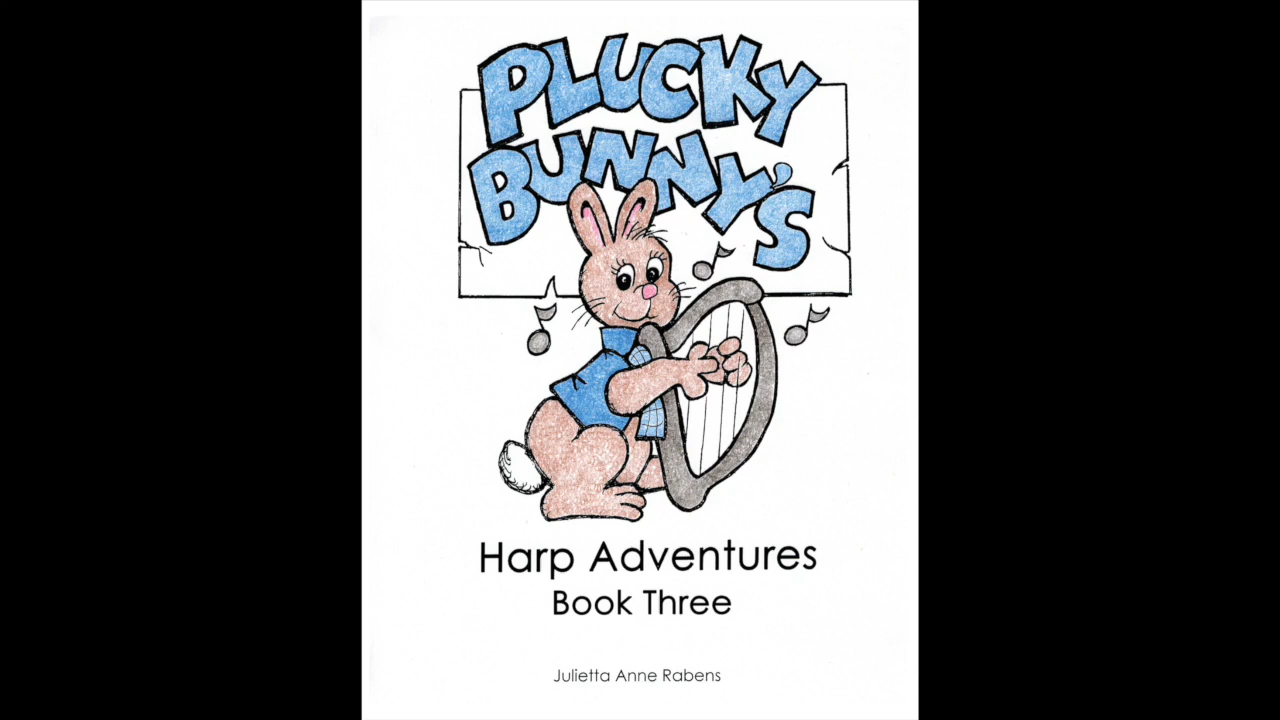 PLUCKY
BUNNY'S
Harp Adventures
Book Three
Julietta Anne Rabens